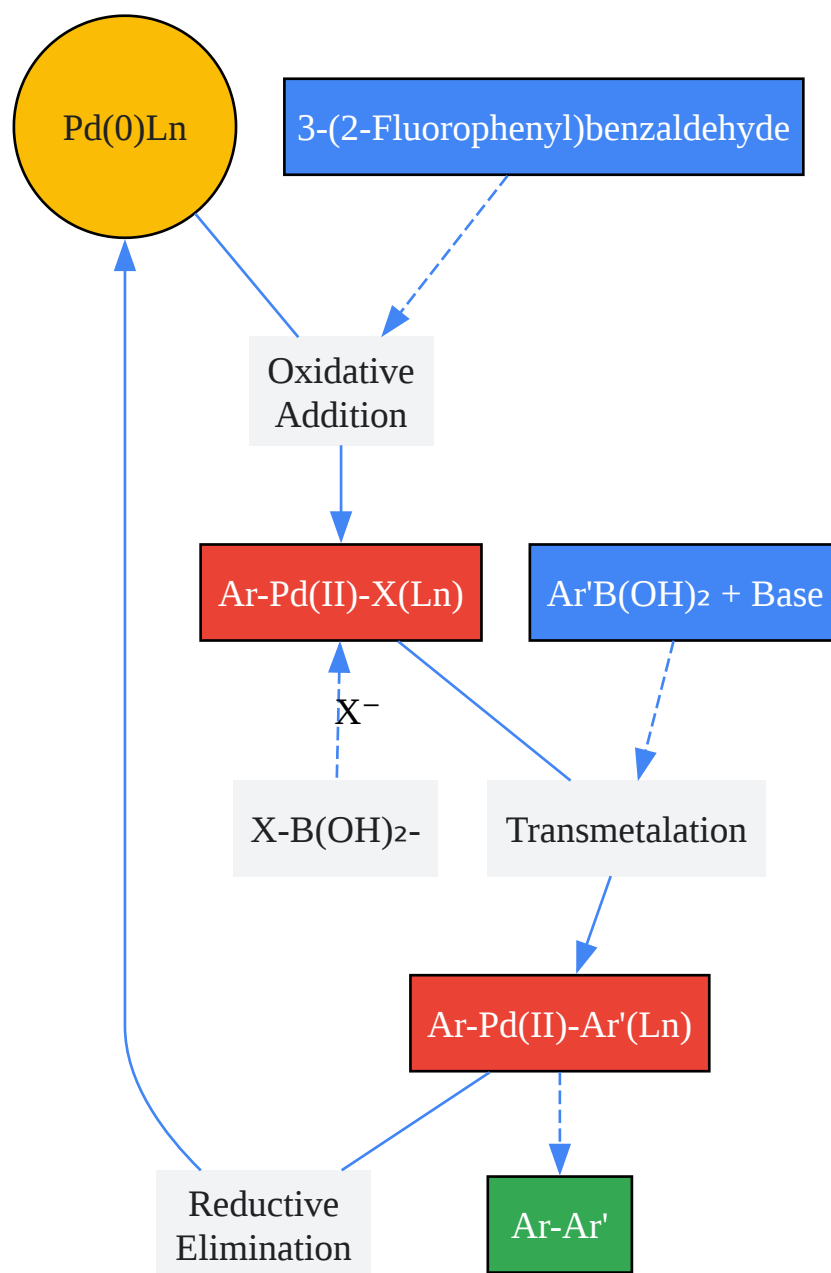 Pd(0)Ln
3-(2-Fluorophenyl)benzaldehyde
Oxidative
Addition
Ar-Pd(II)-X(Ln)
Ar'B(OH)₂ + Base
X⁻
X-B(OH)₂-
Transmetalation
Ar-Pd(II)-Ar'(Ln)
Reductive
Elimination
Ar-Ar'